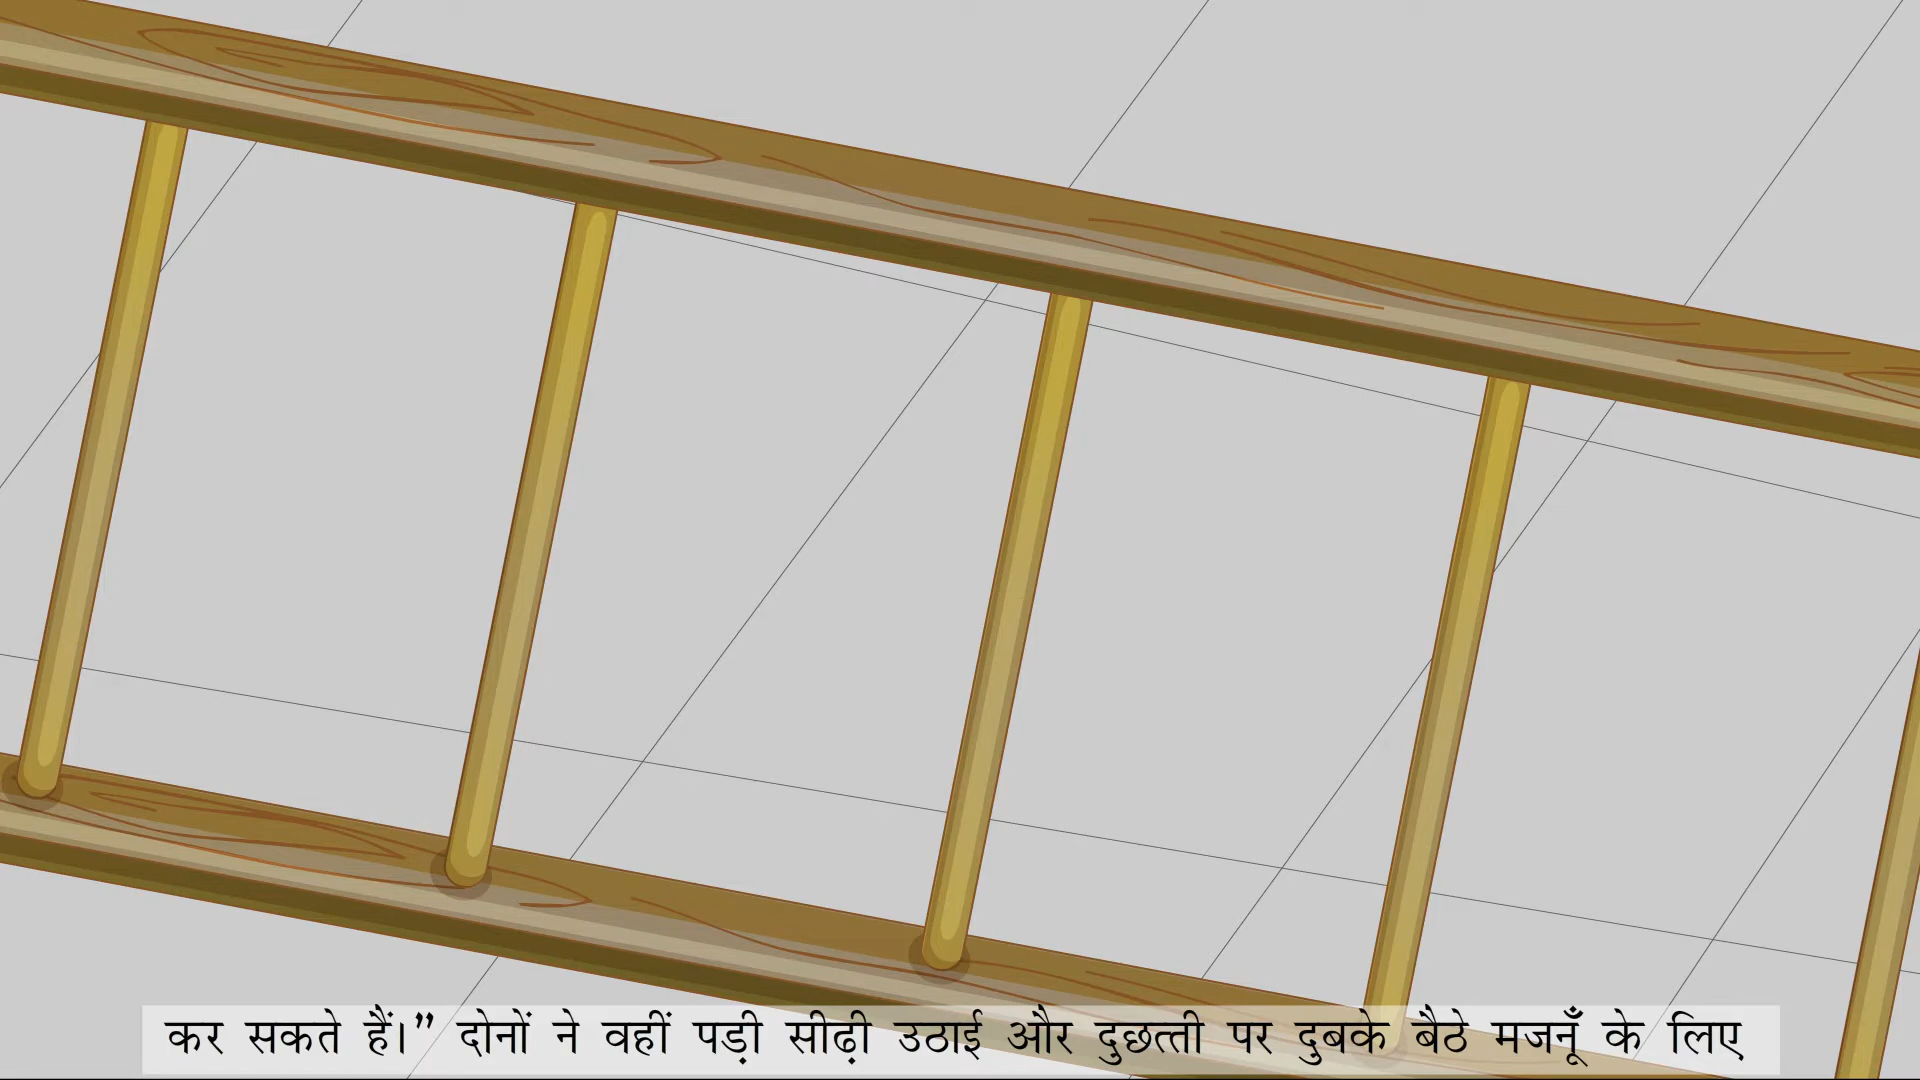 कर सकते हैं।” दोनों ने वहीं पड़ी सीढ़ी उठाई और दुछत्ती पर दुबके बैठे मजनूँ के लिए